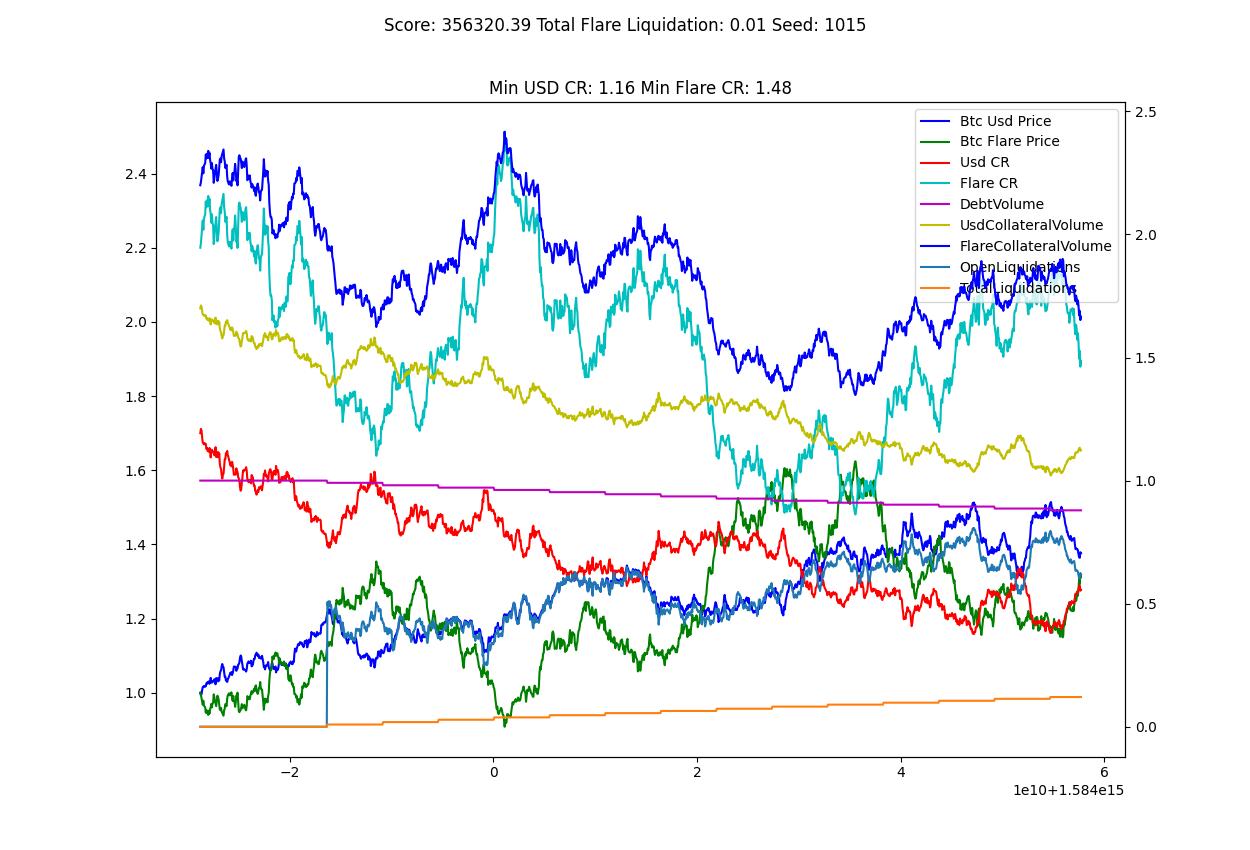 Score: 356320.39 Total Flare Liquidation: 0.01 Seed: 1015
Min USD CR: 1.16 Min Flare CR: 1.48
Btc Usd Price
Btc Flare Price
Usd CR
Flare CR
DebtVolume
UsdCollateralVolume
FlareCollateralVolume
OpenLiquidations
TotalLiquidations
2.4
2.2
2.0
1.8
1.6
1.4
1.2
1.0
2.5
2.0
1.5
1.0
0.5
0.0
−2 0 2 4 6
1e10+1.584e15